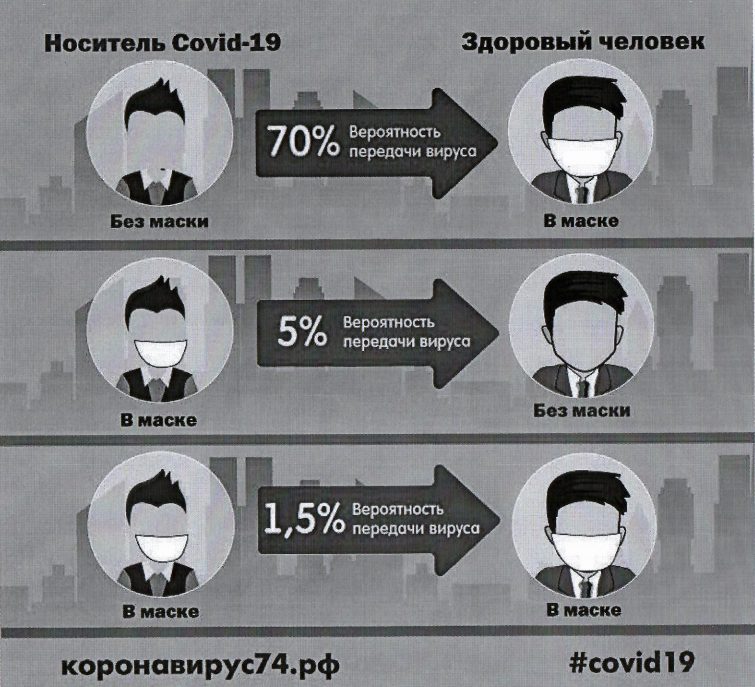 Носитель Covid-19
Здоровый человек
70% Вероятность
передачи вируса
Без маски
В маске
5% Вероятность
передачи вируса
В маске
Без маски
1,5% Вероятность
передачи вируса
В маске
В маске
коронавирус74.рф
#covid19